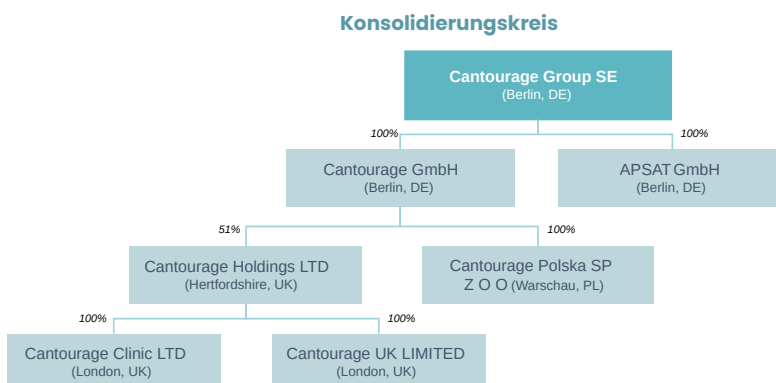 Konsolidierungskreis
Cantourage Group SE
(Berlin, DE)
100%
100%
Cantourage GmbH
(Berlin, DE)
APSAT GmbH
(Berlin, DE)
51%
100%
Cantourage Holdings LTD
(Hertfordshire, UK)
Cantourage Polska SP
Z O O (Warschau, PL)
100%
100%
Cantourage Clinic LTD
(London, UK)
Cantourage UK LIMITED
(London, UK)